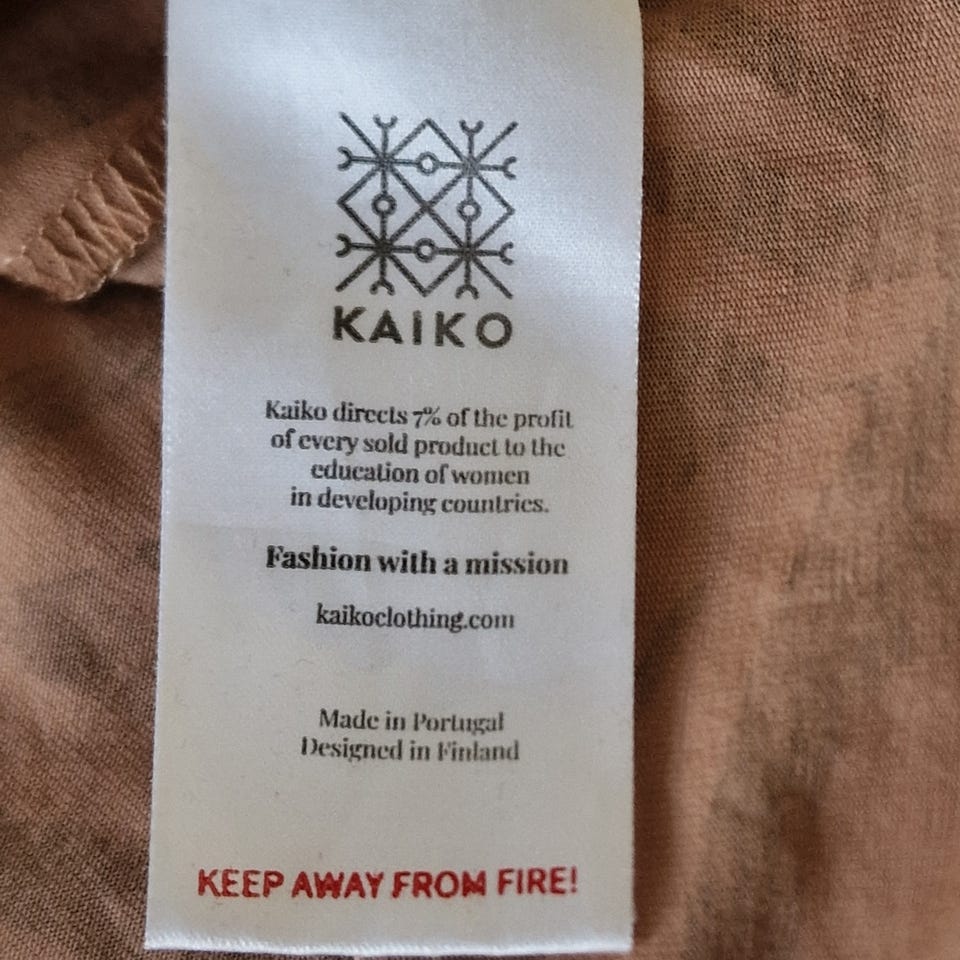 KAIKO
Kaiko directs 7% of the profit
of every sold product to the
education of women
in developing countries.
Fashion with a mission
kaikoclothing.com
Made in Portugal
Designed in Finland
KEEP AWAY FROM FIRE!